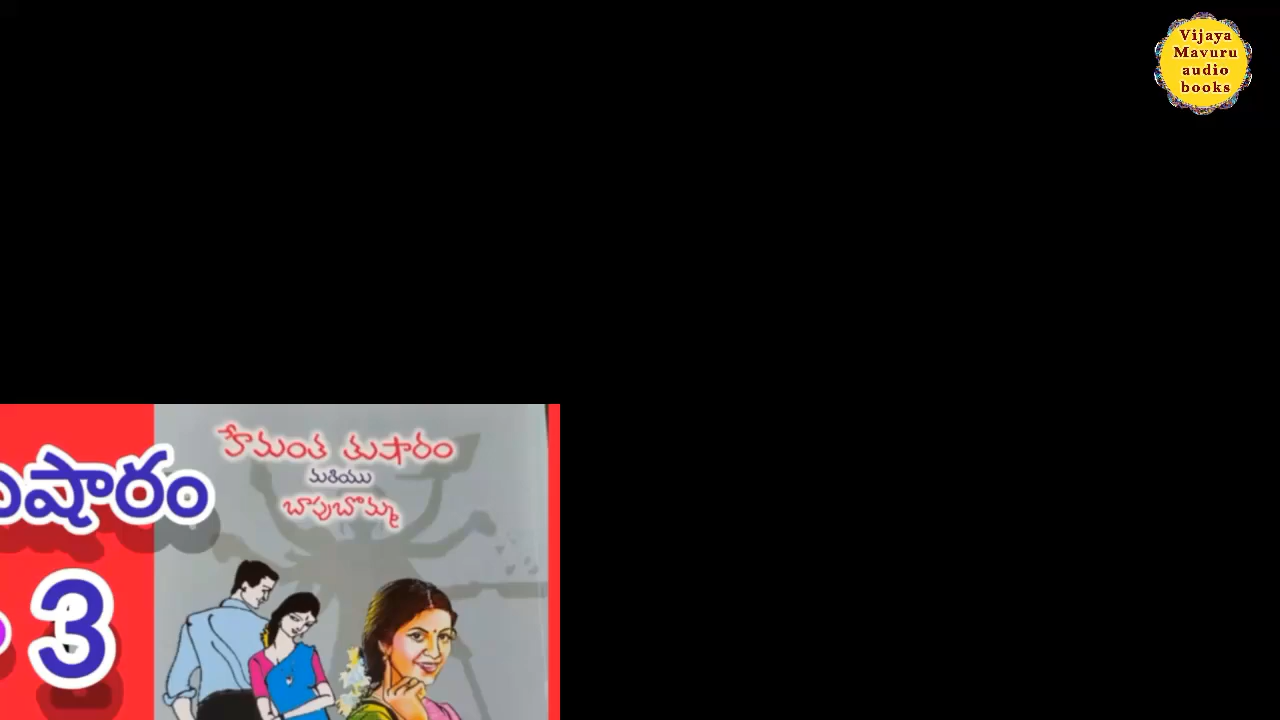 Vijaya
Mavuru
audio
books
హేమంత తుషారం
మరియు
బాపుబొమ్మ
తుషారం
3